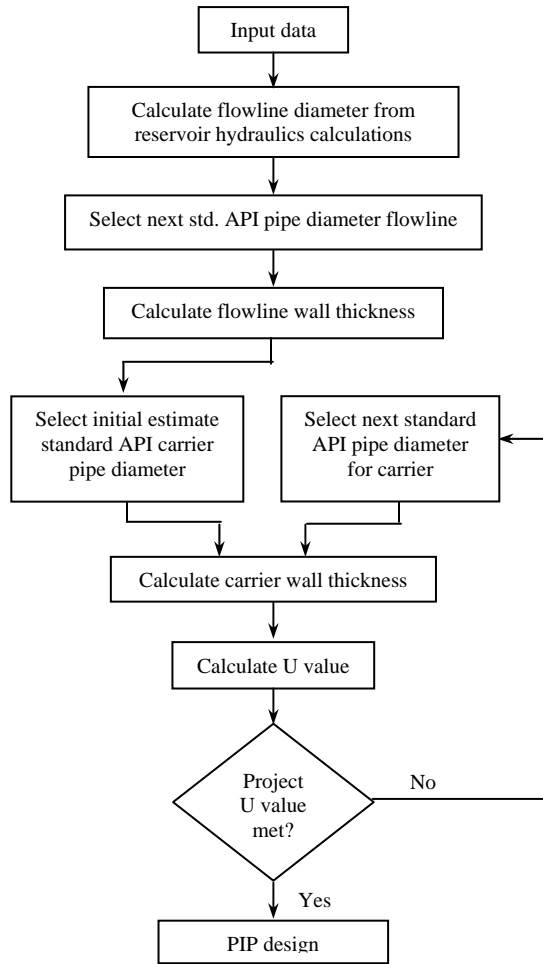 Input data
Calculate flowline diameter from
reservoir hydraulics calculations
Select next std. API pipe diameter flowline
Calculate flowline wall thickness
Select initial estimate
standard API carrier
pipe diameter
Select next standard
API pipe diameter
for carrier
Calculate carrier wall thickness
Calculate U value
Project
U value
met?
No
Yes
PIP design